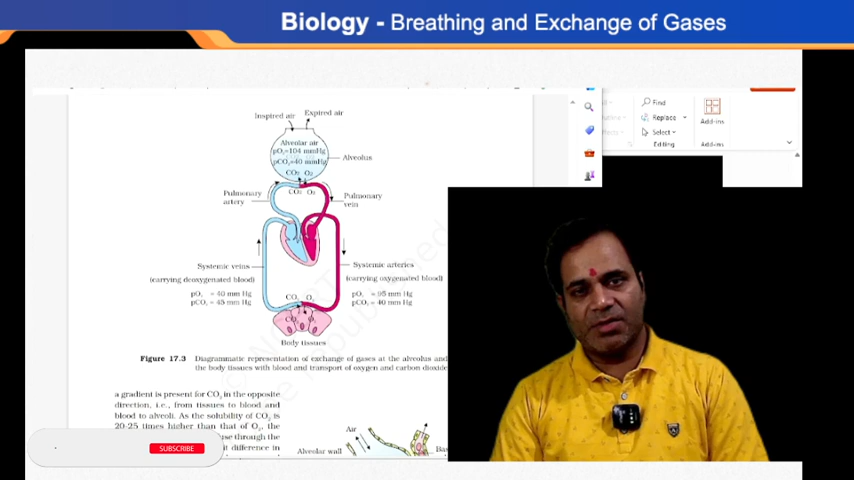 Biology - Breathing and Exchange of Gases
Inspired air
Expired air
Alveolar air
pO₂=104 mmHg
pCO₂=40 mmHg
Alveolus
CO₂ O₂
CO₂ O₂
Pulmonary
artery
Pulmonary
vein
Systemic veins
(carrying deoxygenated blood)
pO₂ = 40 mm Hg
pCO₂ = 45 mm Hg
Systemic arteries
(carrying oxygenated blood)
pO₂ = 95 mm Hg
pCO₂ = 40 mm Hg
CO₂ O₂
Body tissues
Figure 17.3 Diagrammatic representation of exchange of gases at the alveolus and
the body tissues with blood and transport of oxygen and carbon dioxide
a gradient is present for CO₂ in the opposite
direction, i.e., from tissues to blood and
blood to alveoli. As the solubility of CO₂ is
20-25 times higher than that of O₂, the
through the
difference in
Air
Alveolar wall
Find
Replace
Select
Editing
Add-ins
Add-ins
SUBSCRIBE